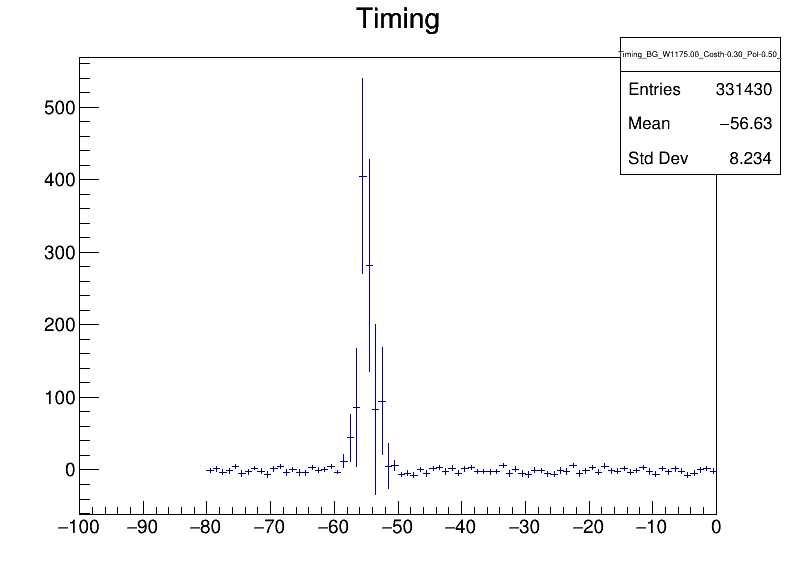 Timing
Timing_BG_W1175.00_Costh-0.30_Pol-0.50_
Entries 331430
Mean −56.63
Std Dev 8.234
500
400
300
200
100
0
−100 −90 −80 −70 −60 −50 −40 −30 −20 −10 0